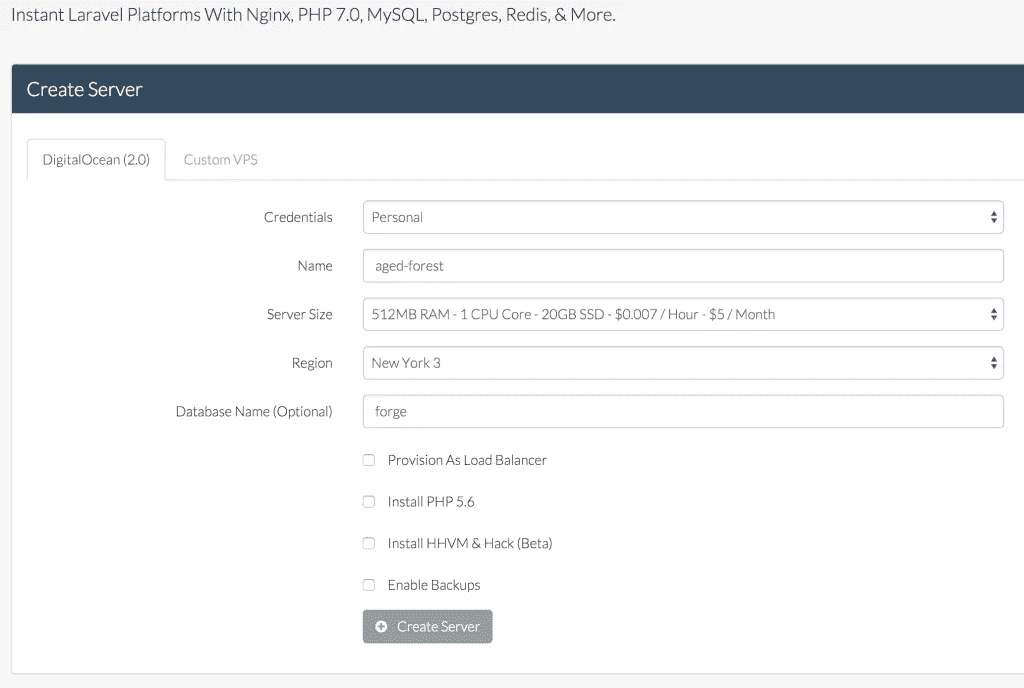 Instant Laravel Platforms With Nginx, PHP 7.0, MySQL, Postgres, Redis, & More.
Create Server
DigitalOcean (2.0) Custom VPS
Credentials Personal
Name aged-forest
Server Size 512MB RAM - 1 CPU Core - 20GB SSD - $0.007 / Hour - $5 / Month
Region New York 3
Database Name (Optional) forge
Provision As Load Balancer
Install PHP 5.6
Install HHVM & Hack (Beta)
Enable Backups
Create Server